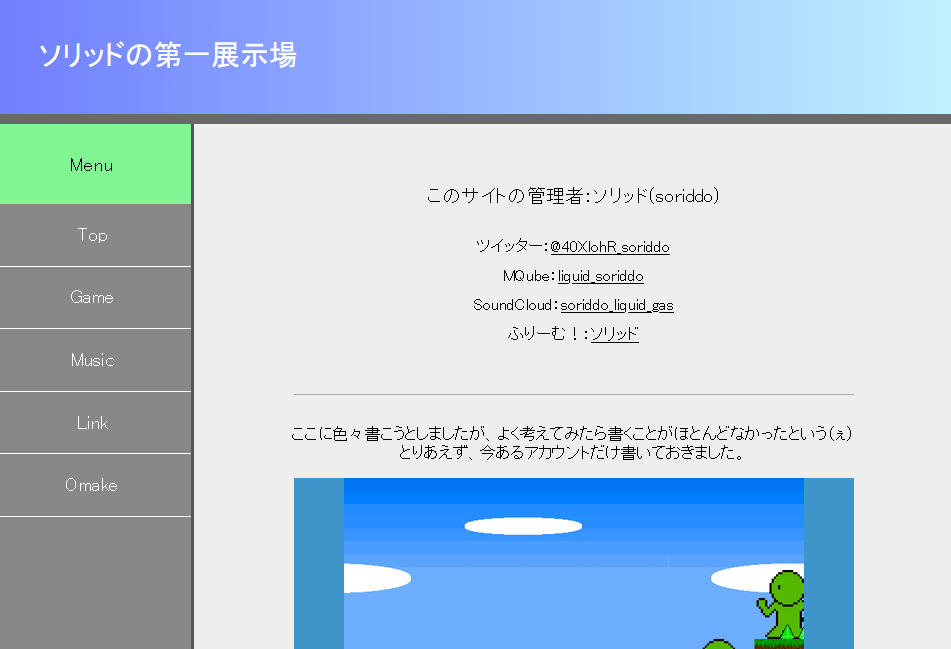 ソリッドの第一展示場
Menu
Top
Game
Music
Link
Omake
このサイトの管理者:ソリッド(soriddo)
ツイッター:@40XlohR_soriddo
MQube:liquid_soriddo
SoundCloud:soriddo_liquid_gas
ふりーむ！:ソリッド
ここに色々書こうとしましたが、よく考えてみたら書くことがほとんどなかったという(ぇ)
とりあえず、今あるアカウントだけ書いておきました。